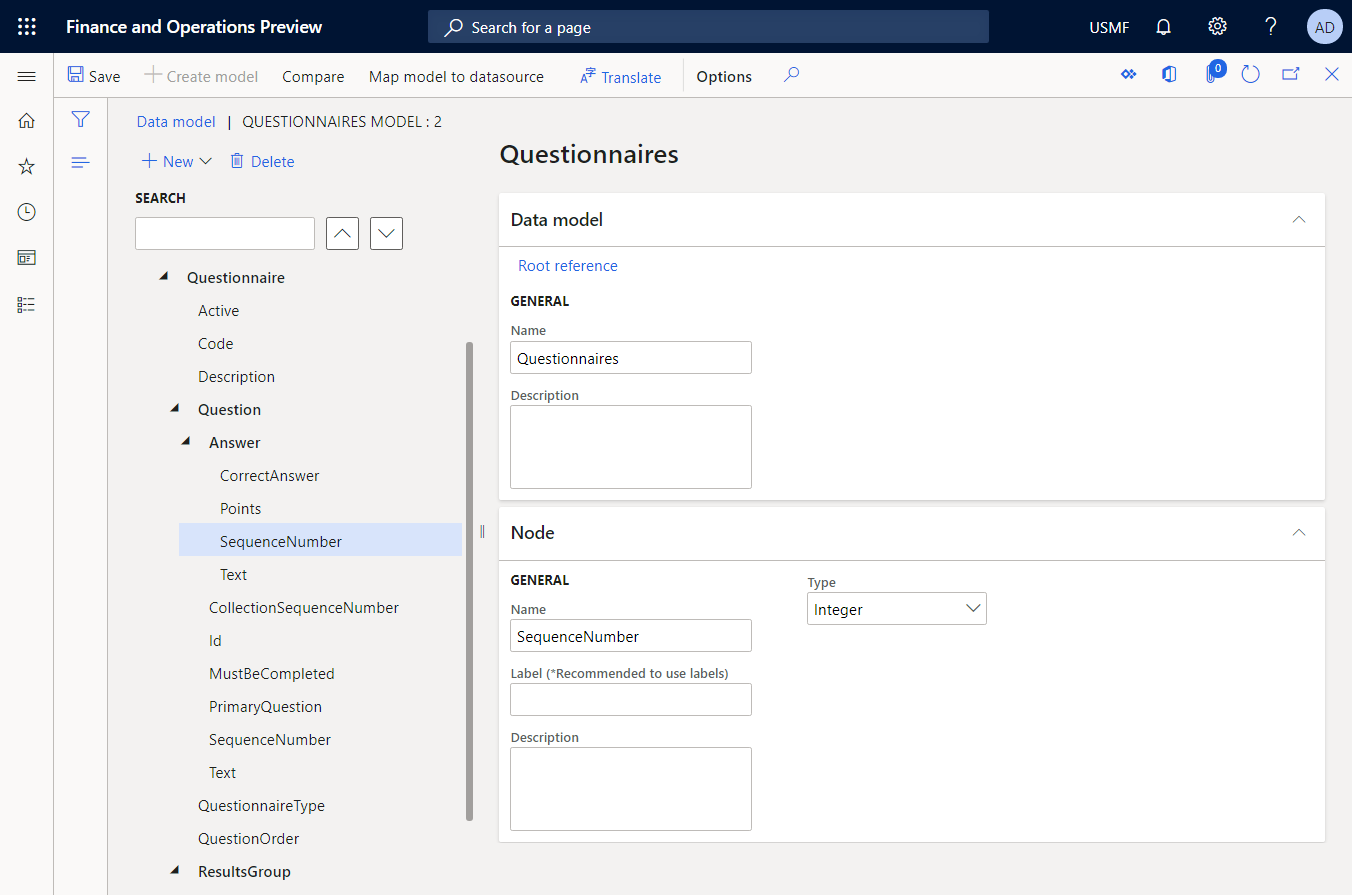 Finance and Operations Preview
Search for a page
USMF
?
AD
Save
Create model
Compare
Map model to datasource
Translate
Options
0
Data model | QUESTIONNAIRES MODEL : 2
New
Delete
SEARCH
Questionnaire
Active
Code
Description
Question
Answer
CorrectAnswer
Points
SequenceNumber
Text
CollectionSequenceNumber
Id
MustBeCompleted
PrimaryQuestion
SequenceNumber
Text
QuestionnaireType
QuestionOrder
ResultsGroup
Questionnaires
Data model
Root reference
GENERAL
Name
Questionnaires
Description
Node
GENERAL
Name
SequenceNumber
Label (*Recommended to use labels)
Description
Type
Integer